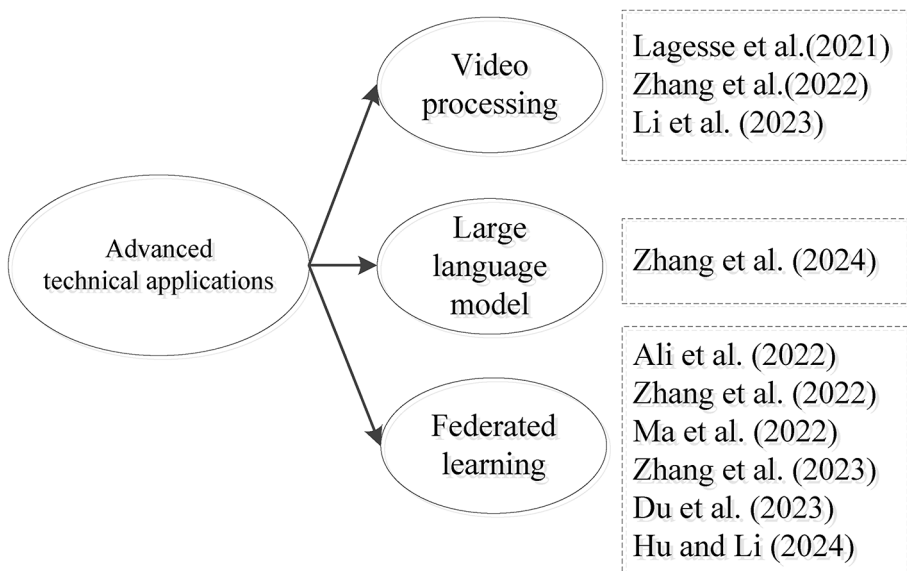 Video
processing
Lagesse et al.(2021)
Zhang et al.(2022)
Li et al. (2023)
Advanced
technical applications
Large
language
model
Zhang et al. (2024)
Federated
learning
Ali et al. (2022)
Zhang et al. (2022)
Ma et al. (2022)
Zhang et al. (2023)
Du et al. (2023)
Hu and Li (2024)